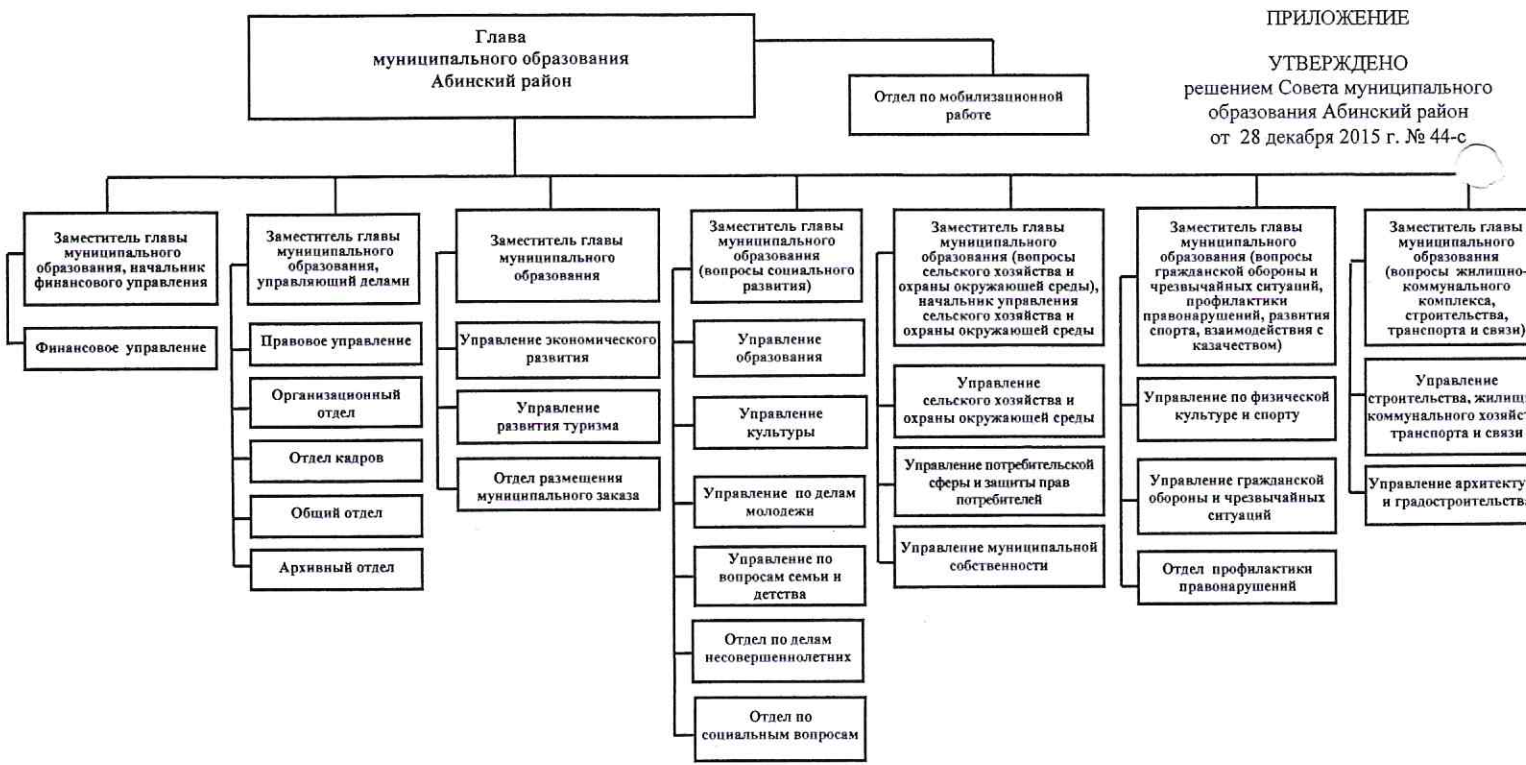 ПРИЛОЖЕНИЕ
УТВЕРЖДЕНО
решением Совета муниципального
образования Абинский район
от 28 декабря 2015 г. № 44-с
Глава
муниципального образования
Абинский район
Отдел по мобилизационной
работе
Заместитель главы
муниципального
образования, начальник
финансового управления
Финансовое управление
Заместитель главы
муниципального
образования,
управляющий делами
Правовое управление
Организационный
отдел
Отдел кадров
Общий отдел
Архивный отдел
Заместитель главы
муниципального
образования
Управление экономического
развития
Управление
развития туризма
Отдел размещения
муниципального заказа
Заместитель главы
муниципального
образования
(вопросы социального
развития)
Управление
образования
Управление
культуры
Управление по делам
молодежи
Управление по
вопросам семьи и
детства
Отдел по делам
несовершеннолетних
Отдел по
социальным вопросам
Заместитель главы
муниципального
образования (вопросы
сельского хозяйства и
охраны окружающей среды),
начальник управления
сельского хозяйства и
охраны окружающей среды
Управление
сельского хозяйства и
охраны окружающей среды
Управление потребительской
сферы и защиты прав
потребителей
Управление муниципальной
собственности
Заместитель главы
муниципального
образования (вопросы
гражданской обороны и
чрезвычайных ситуаций,
профилактики
правонарушений, развития
спорта, взаимодействия с
казачеством)
Управление по физической
культуре и спорту
Управление гражданской
обороны и чрезвычайных
ситуаций
Отдел профилактики
правонарушений
Заместитель главы
муниципального
образования
(вопросы жилищно-
коммунального
комплекса,
строительства,
транспорта и связи)
Управление
строительства, жилищ
коммунального хозяйст
транспорта и связи
Управление архитекту
и градостроительств